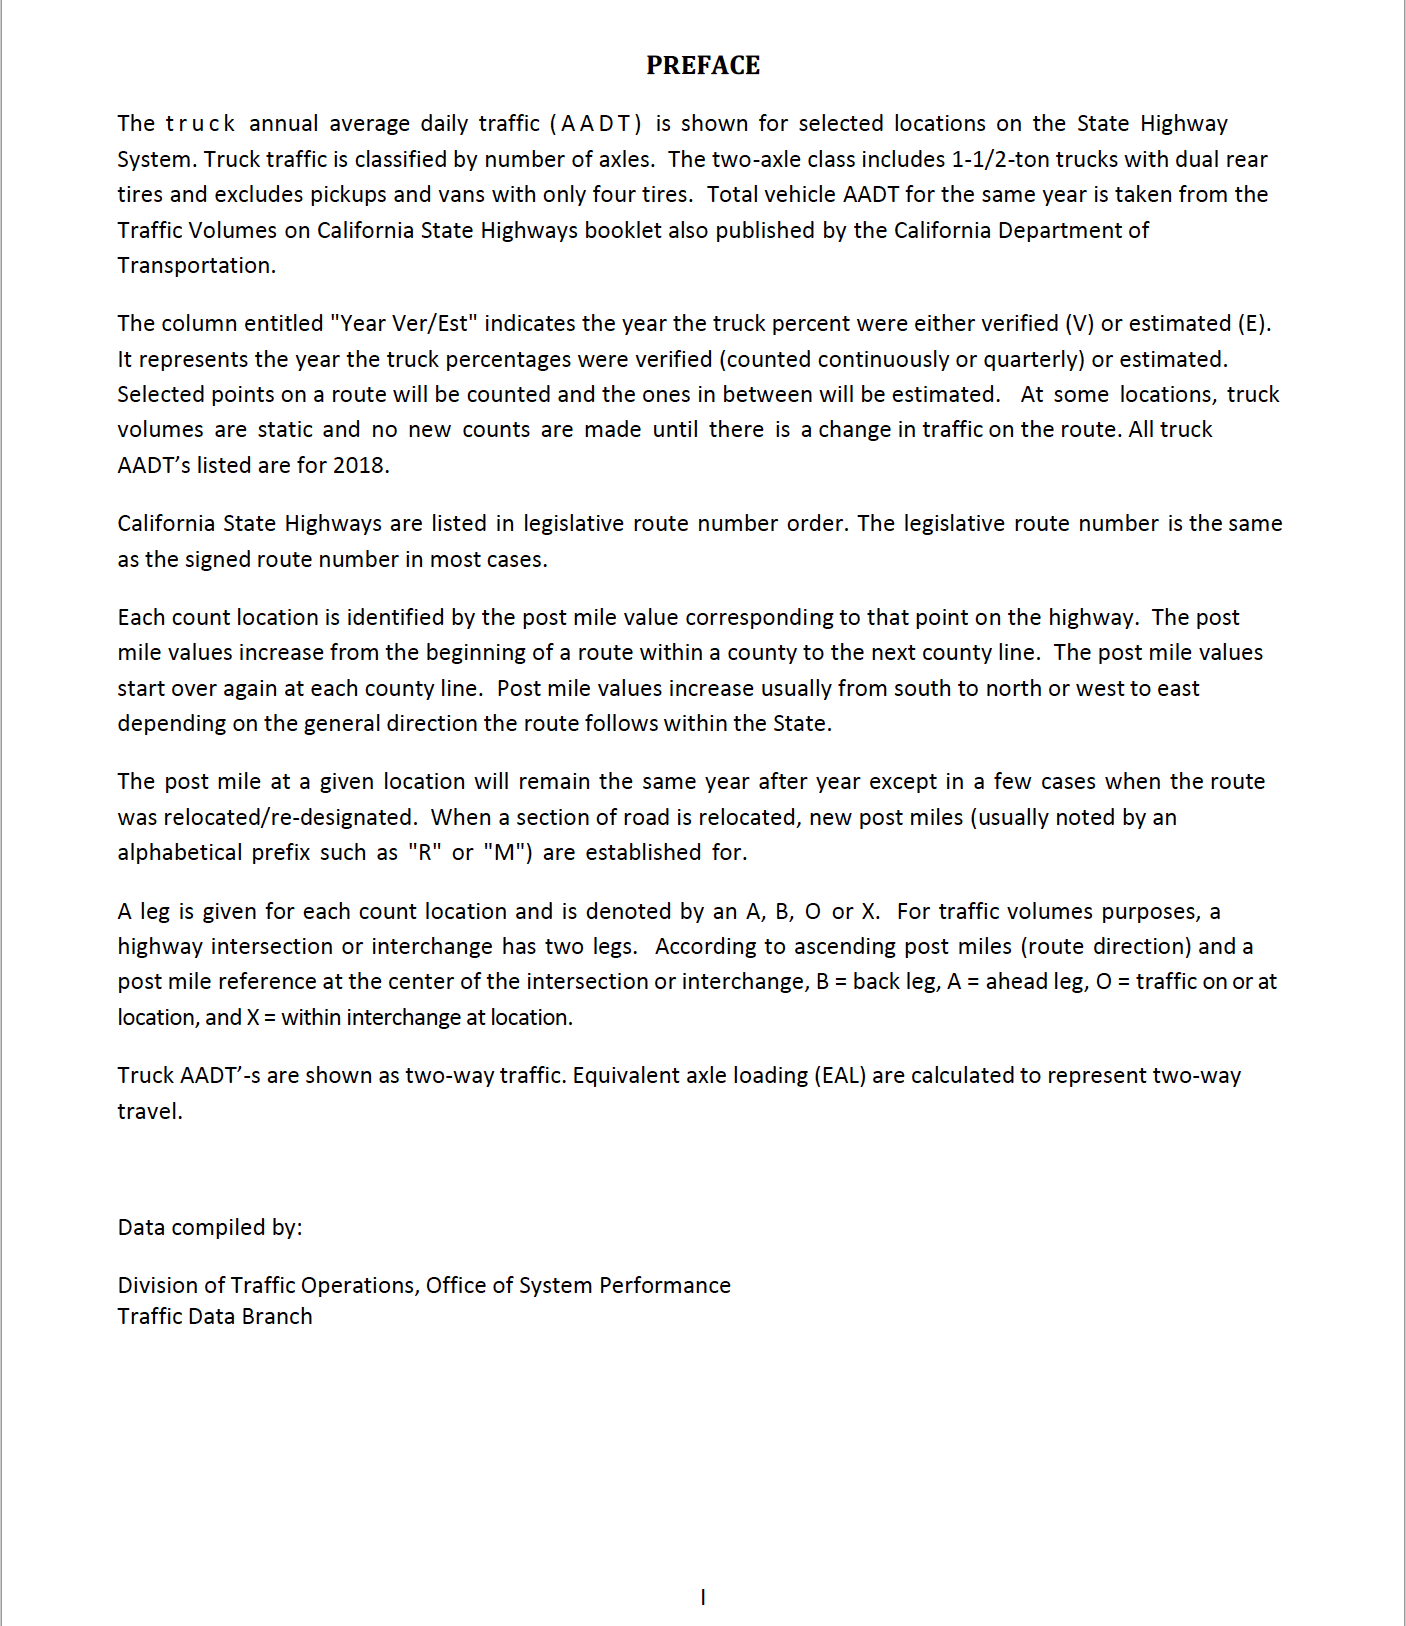 PREFACE
The truck annual average daily traffic (AADT) is shown for selected locations on the State Highway
System. Truck traffic is classified by number of axles. The two-axle class includes 1-1/2-ton trucks with dual rear
tires and excludes pickups and vans with only four tires. Total vehicle AADT for the same year is taken from the
Traffic Volumes on California State Highways booklet also published by the California Department of
Transportation.
The column entitled "Year Ver/Est" indicates the year the truck percent were either verified (V) or estimated (E).
It represents the year the truck percentages were verified (counted continuously or quarterly) or estimated.
Selected points on a route will be counted and the ones in between will be estimated. At some locations, truck
volumes are static and no new counts are made until there is a change in traffic on the route. All truck
AADT’s listed are for 2018.
California State Highways are listed in legislative route number order. The legislative route number is the same
as the signed route number in most cases.
Each count location is identified by the post mile value corresponding to that point on the highway. The post
mile values increase from the beginning of a route within a county to the next county line. The post mile values
start over again at each county line. Post mile values increase usually from south to north or west to east
depending on the general direction the route follows within the State.
The post mile at a given location will remain the same year after year except in a few cases when the route
was relocated/re-designated. When a section of road is relocated, new post miles (usually noted by an
alphabetical prefix such as "R" or "M") are established for.
A leg is given for each count location and is denoted by an A, B, O or X. For traffic volumes purposes, a
highway intersection or interchange has two legs. According to ascending post miles (route direction) and a
post mile reference at the center of the intersection or interchange, B = back leg, A = ahead leg, O = traffic on or at
location, and X = within interchange at location.
Truck AADT’-s are shown as two-way traffic. Equivalent axle loading (EAL) are calculated to represent two-way
travel.
Data compiled by:
Division of Traffic Operations, Office of System Performance
Traffic Data Branch
I